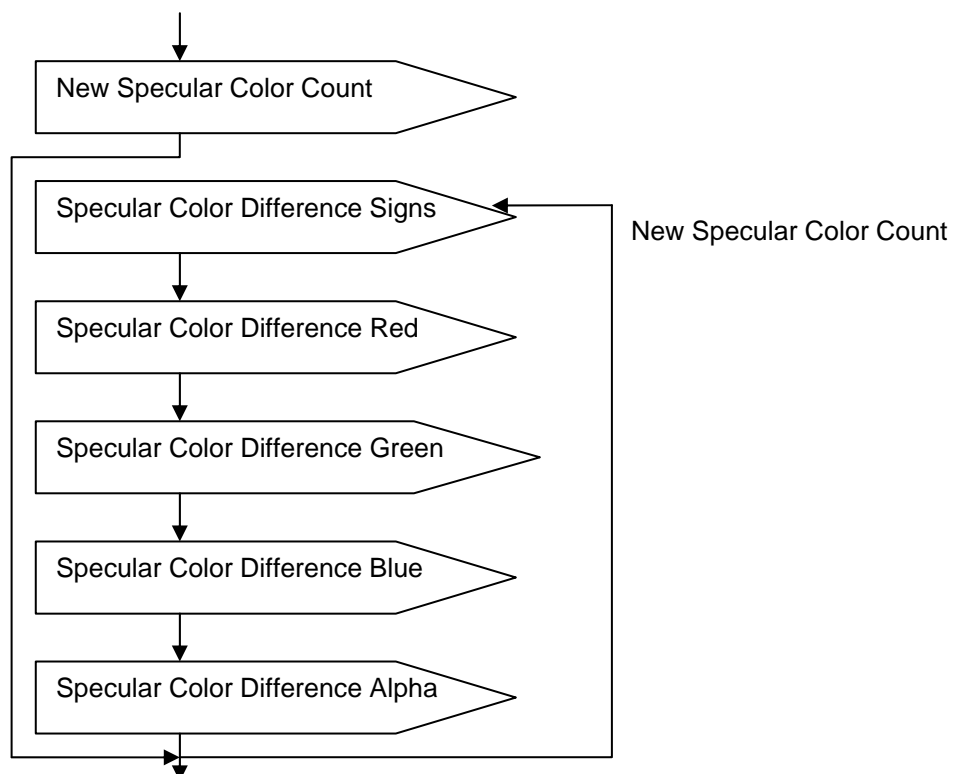 New Specular Color Count
Specular Color Difference Signs
New Specular Color Count
Specular Color Difference Red
Specular Color Difference Green
Specular Color Difference Blue
Specular Color Difference Alpha